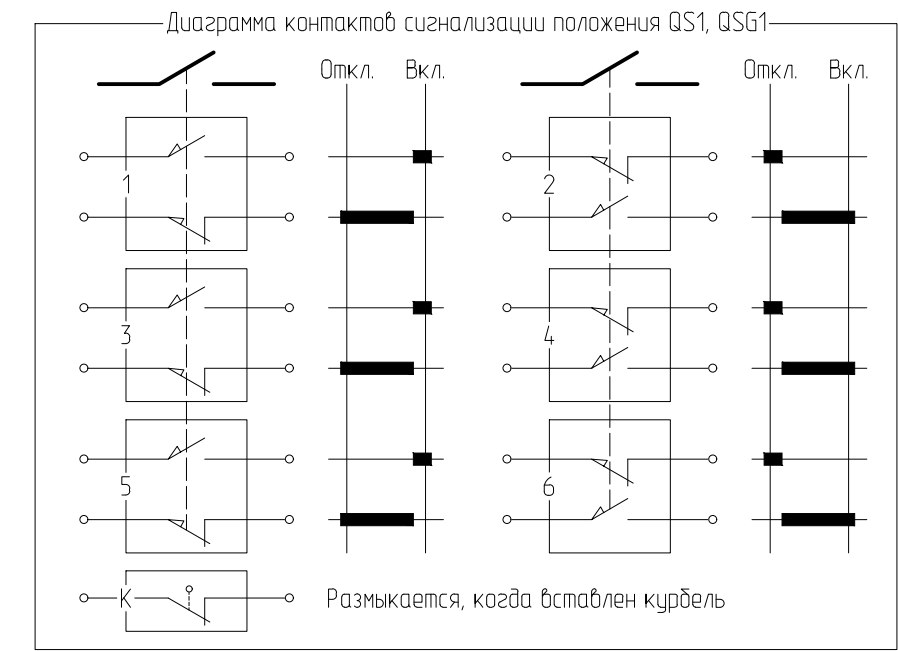 Диаграмма контактов сигнализации положения QS1, QSG1
Откл. Вкл. Откл. Вкл.
1 2
3 4
5 6
К Размыкается, когда вставлен курбель